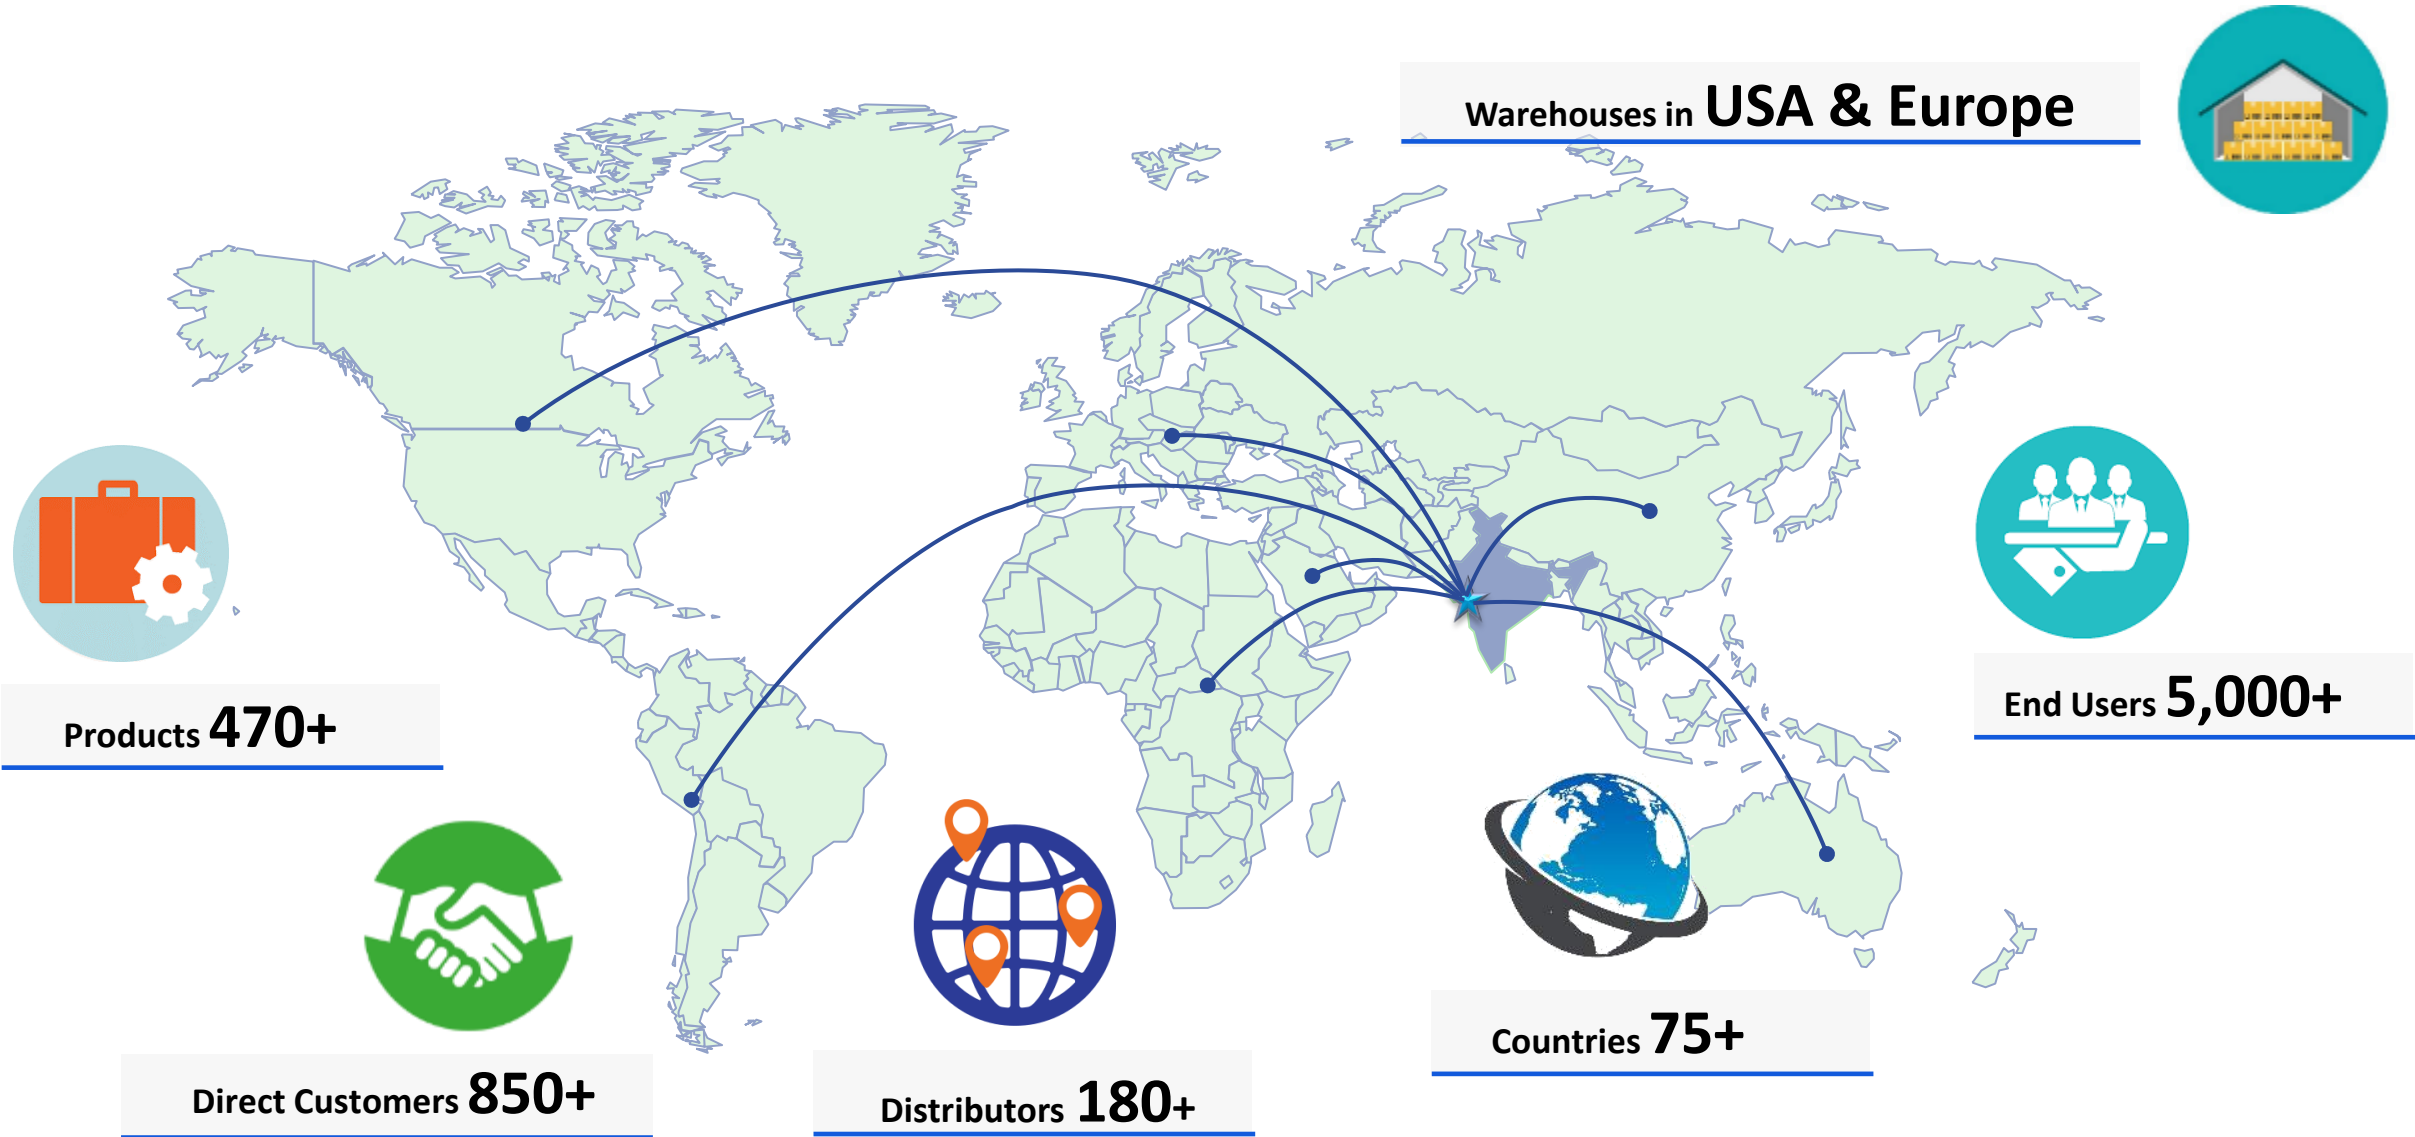 Warehouses in USA & Europe
Products 470+
End Users 5,000+
Direct Customers 850+
Distributors 180+
Countries 75+